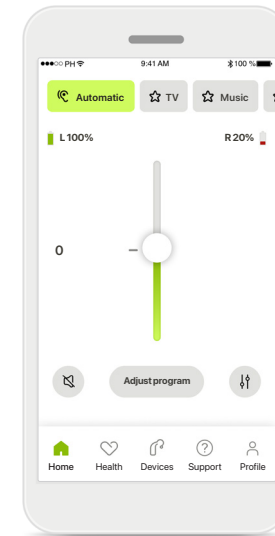 PH 9:41 AM 100 %
Automatic TV Music
L 100% R 20%
0
Adjust program
Home Health Devices Support Profile